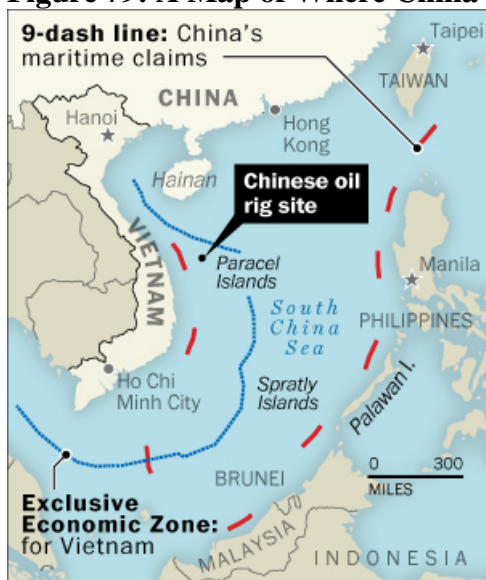 9-dash line: China's
maritime claims
Taipei
TAIWAN
CHINA
Hanoi
Hong
Kong
Hainan
Chinese oil
rig site
VIETNAM
Paracel
Islands
Manila
South
China
Sea
PHILIPPINES
Ho Chi
Minh City
Spratly
Islands
Palawan I.
0 300
MILES
BRUNEI
Exclusive
Economic Zone:
for Vietnam
MALAYSIA
INDONESIA